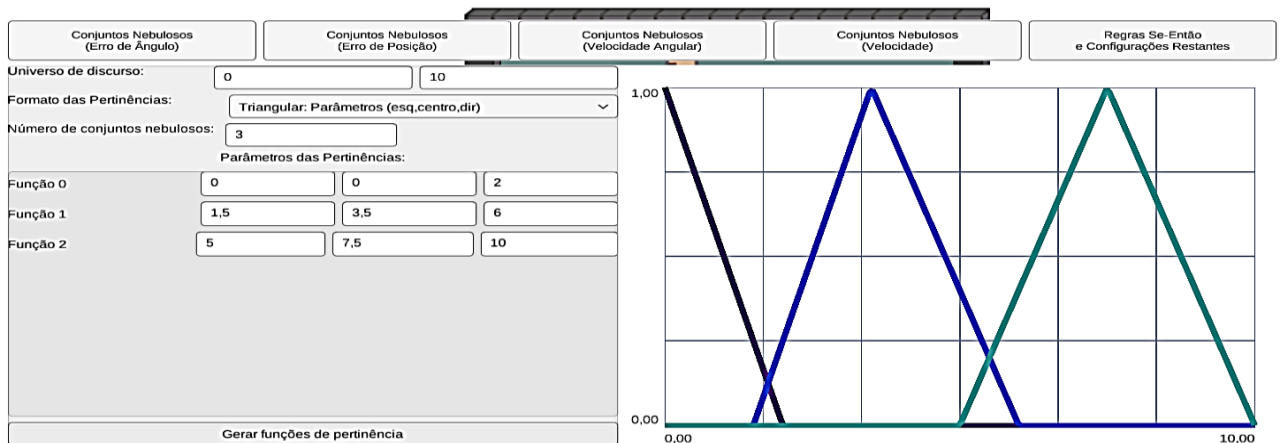 Conjuntos Nebulosos
(Erro de Ângulo)
Conjuntos Nebulosos
(Erro de Posição)
Conjuntos Nebulosos
(Velocidade Angular)
Conjuntos Nebulosos
(Velocidade)
Regras Se-Então
e Configurações Restantes
Universo de discurso:
0
10
Formato das Pertinências:
Triangular: Parâmetros (esq,centro,dir)
Número de conjuntos nebulosos:
3
Parâmetros das Pertinências:
Função 0
0
0
2
Função 1
1,5
3,5
6
Função 2
5
7,5
10
Gerar funções de pertinência
1,00
0,00
0.00
10.00